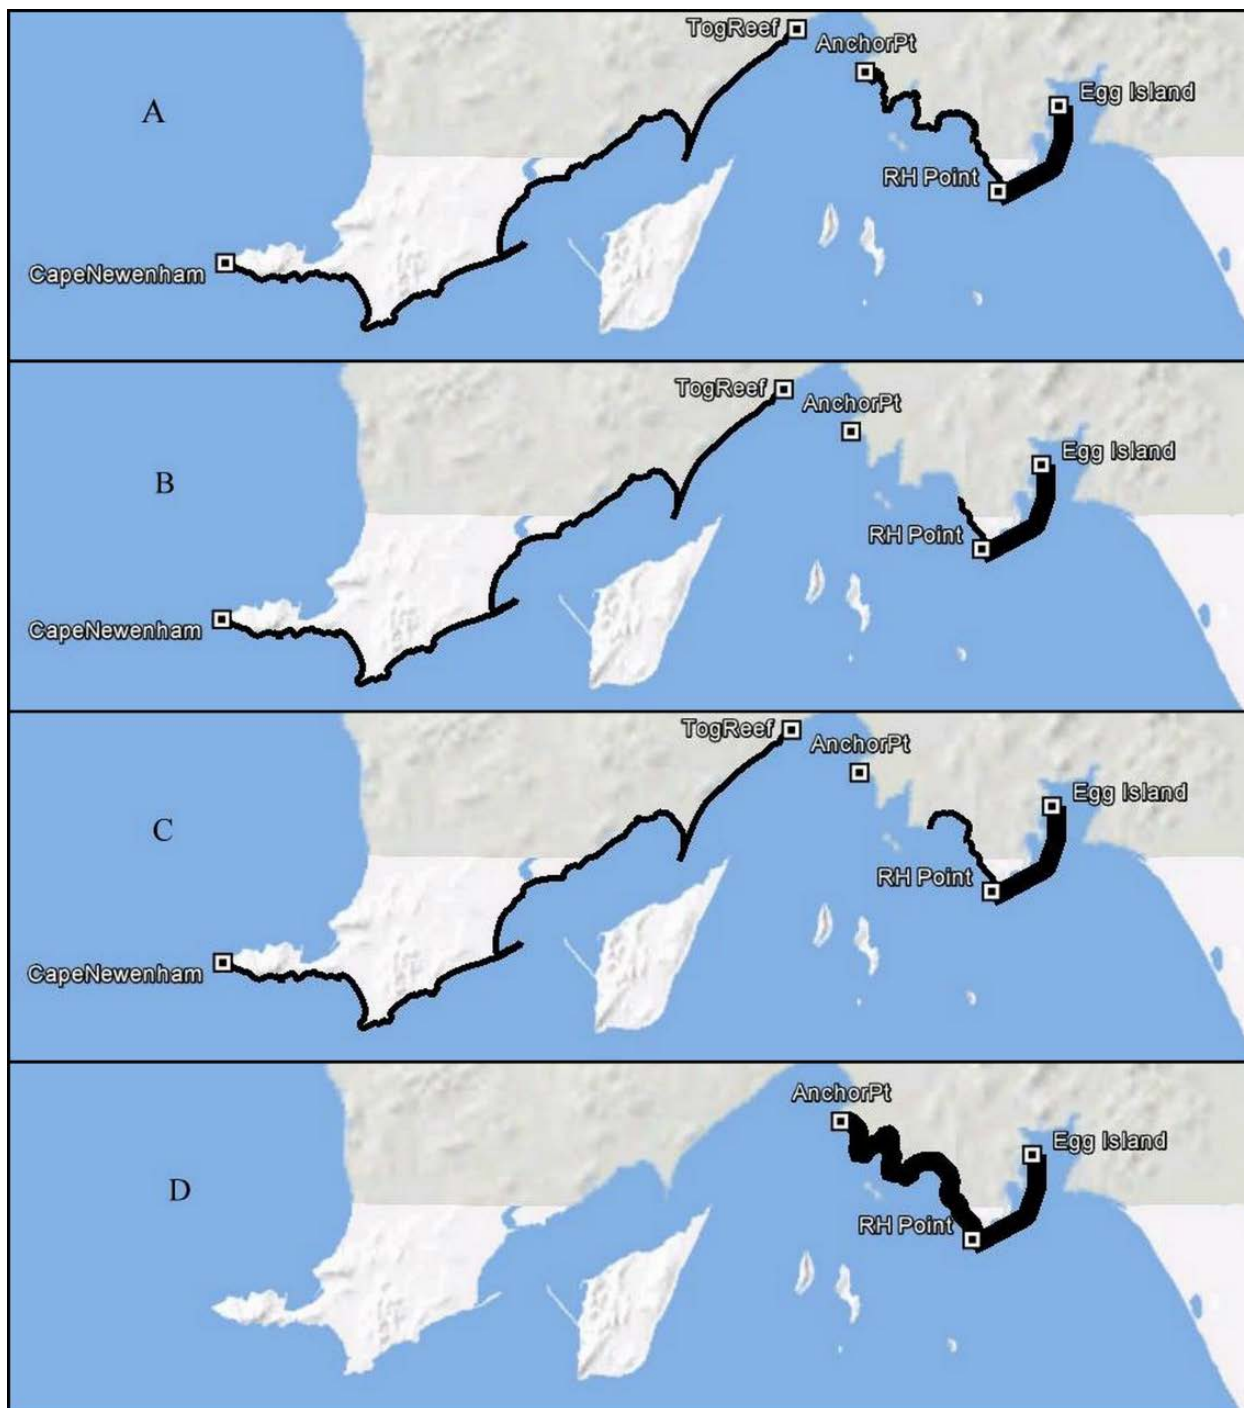 TogReef
AnchorPt
A
Egg Island
RH Point
CapeNewenham
TogReef
AnchorPt
Egg Island
B
RH Point
CapeNewenham
TogReef
AnchorPt
Egg Island
C
RH Point
CapeNewenham
AnchorPt
Egg Island
D
RH Point